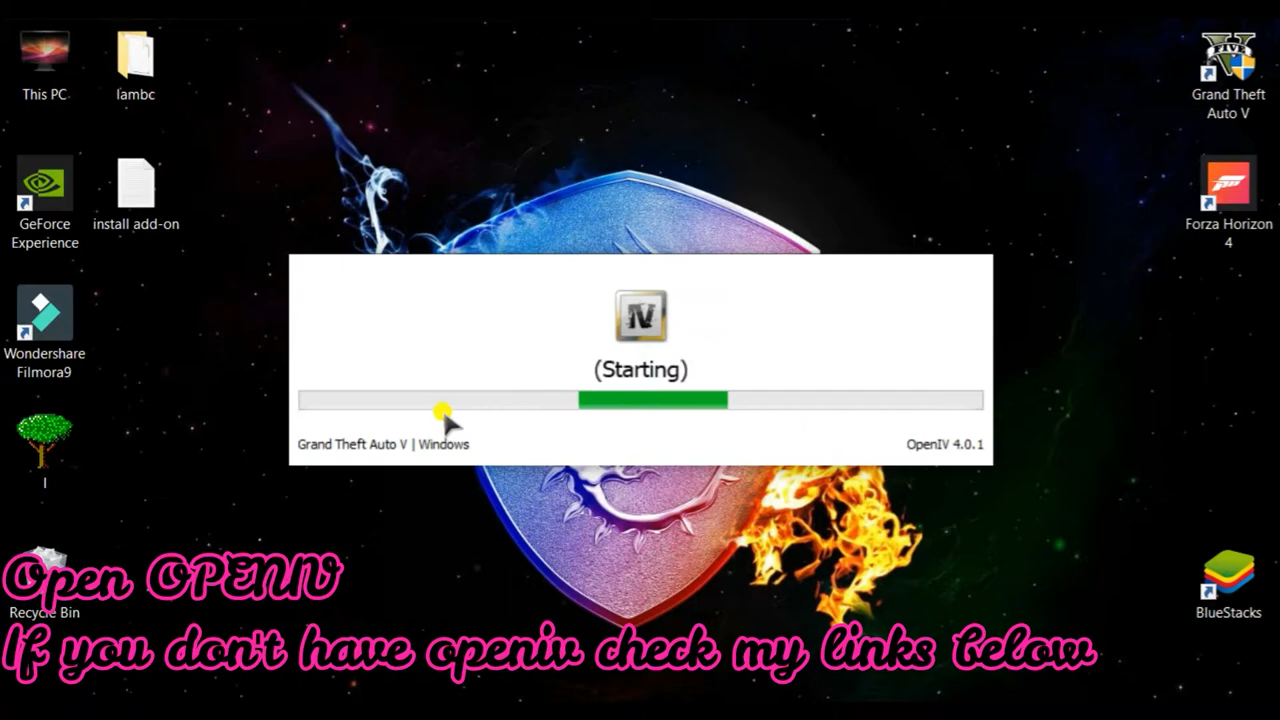 This PC
lambc
GeForce
Experience
install add-on
Wondershare
Filmora9
I
Recycle Bin
FIVE
Grand Theft
Auto V
Forza Horizon
4
BlueStacks
IV
(Starting)
Grand Theft Auto V | Windows
OpenIV 4.0.1
Open OPENIV
If you don't have openiv check my links below